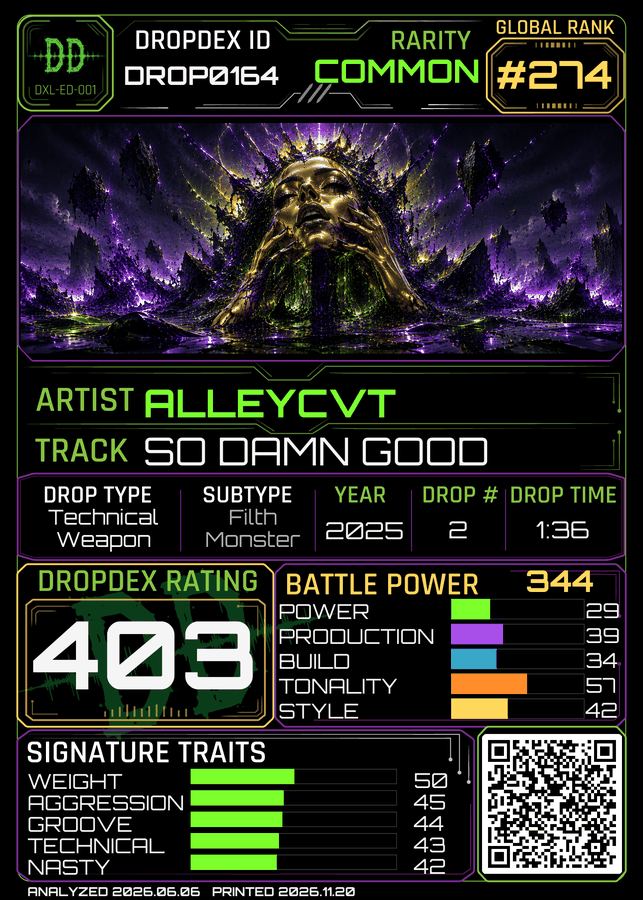 DD
DXL-ED-001
DROPDEX ID
DROP0164
RARITY
COMMON
GLOBAL RANK
#274
ARTIST ALLEYCVT
TRACK SO DAMN GOOD
DROP TYPE
Technical
Weapon
SUBTYPE
Filth
Monster
YEAR
2025
DROP #
2
DROP TIME
1:36
DROPDEX RATING
403
BATTLE POWER 344
POWER 29
PRODUCTION 39
BUILD 34
TONALITY 57
STYLE 42
SIGNATURE TRAITS
WEIGHT 50
AGGRESSION 45
GROOVE 44
TECHNICAL 43
NASTY 42
ANALYZED 2026.06.06 PRINTED 2026.11.20